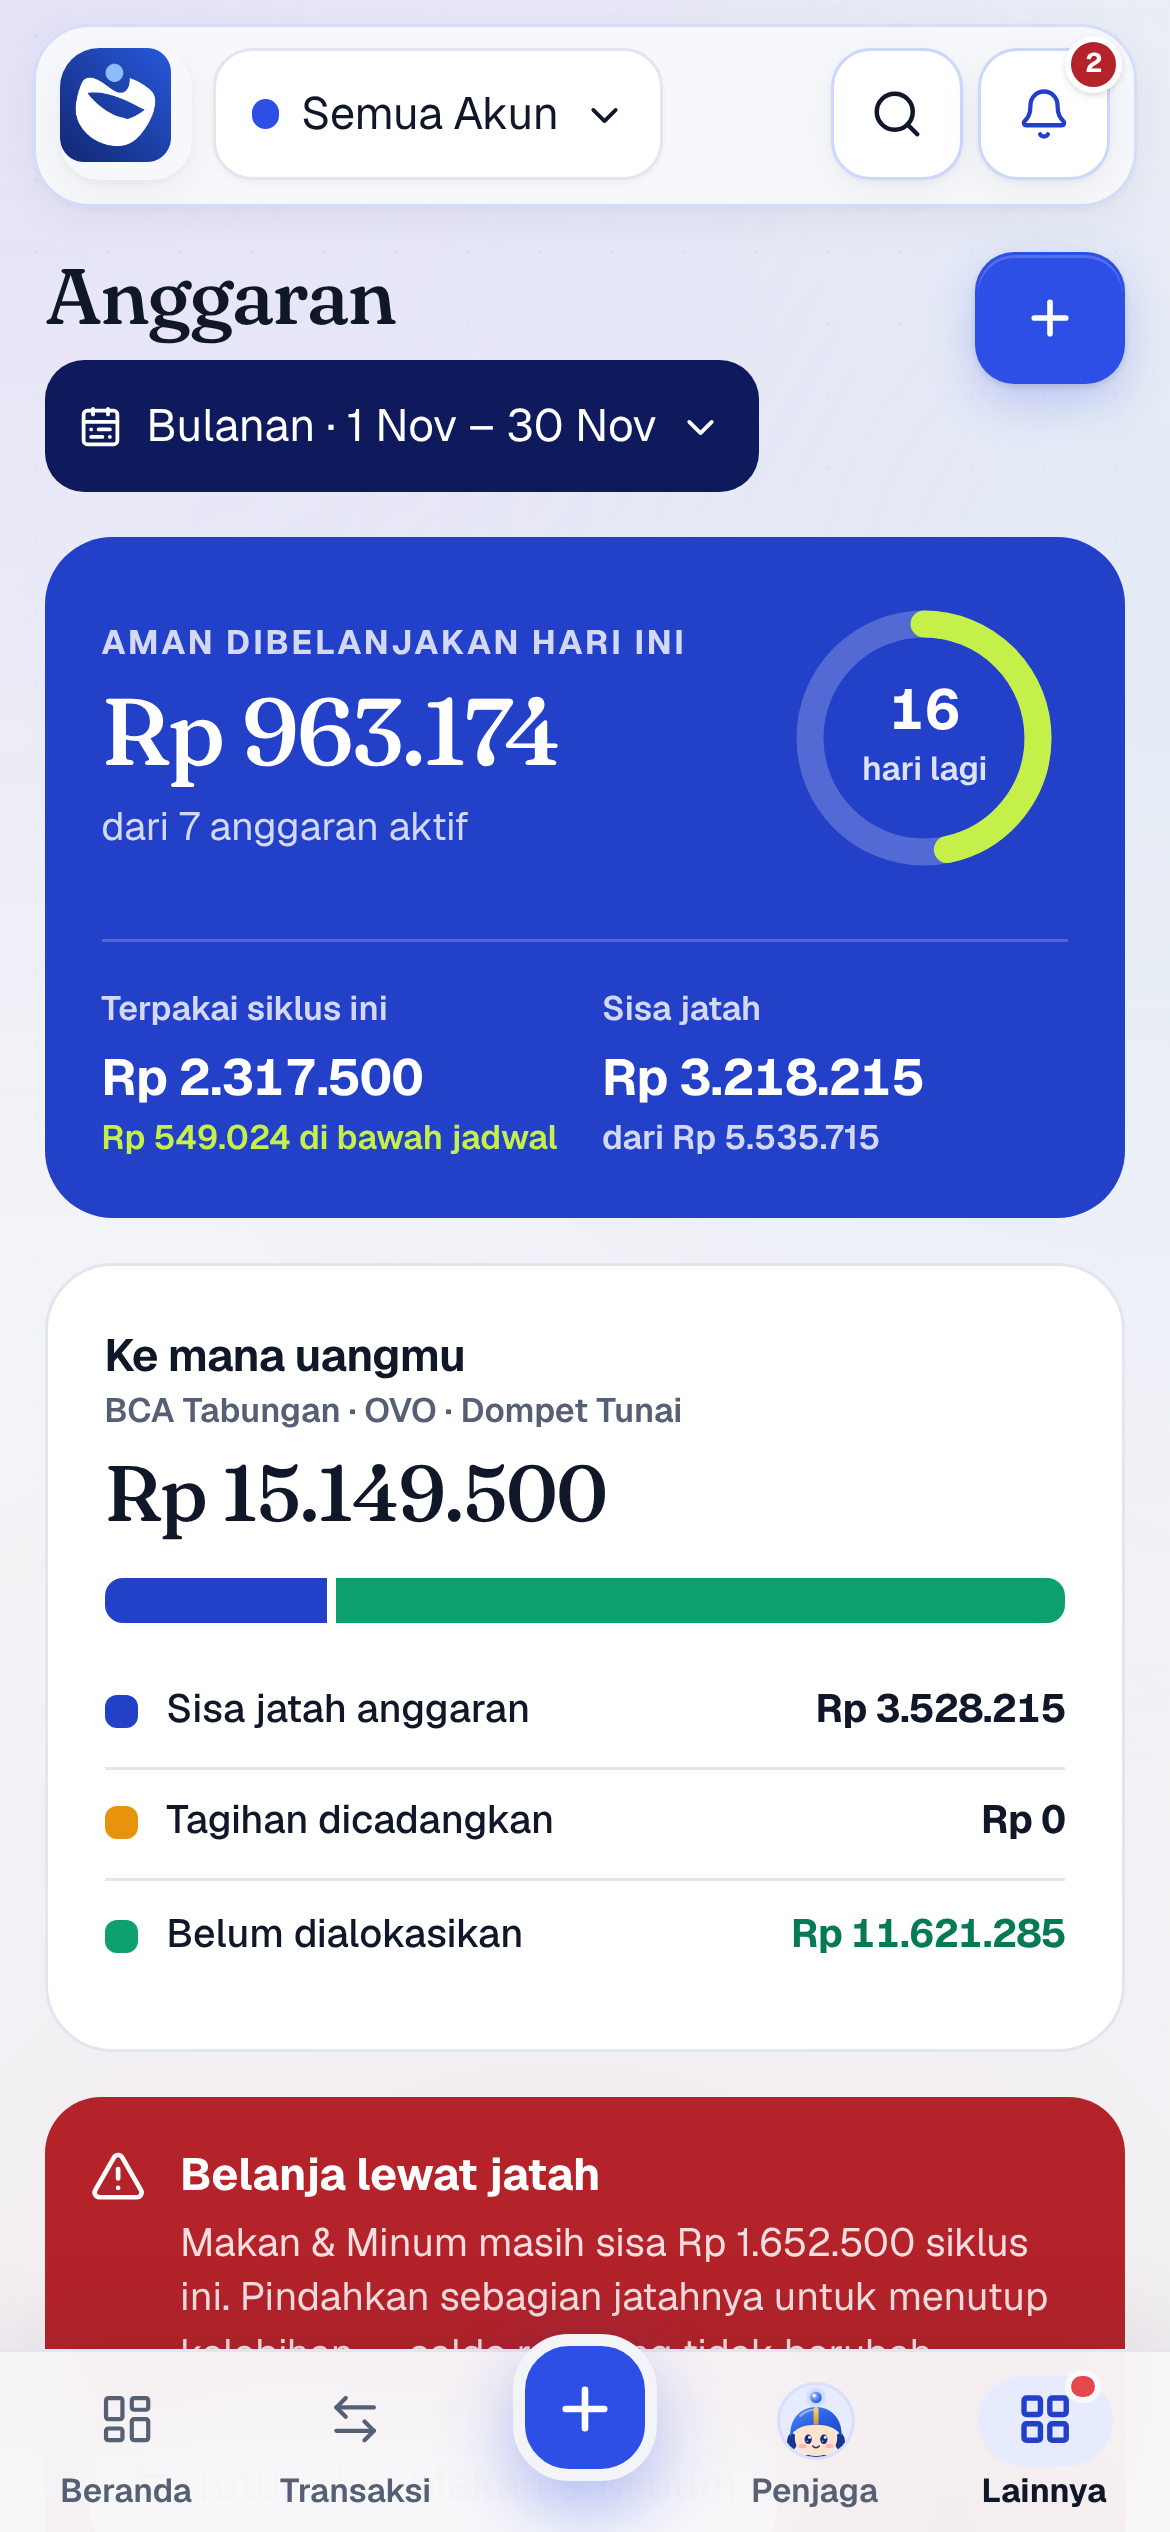 Semua Akun
2
Anggaran
Bulanan · 1 Nov – 30 Nov
AMAN DIBELANJAKAN HARI INI
Rp 963.174
dari 7 anggaran aktif
16
hari lagi
Terpakai siklus ini
Rp 2.317.500
Rp 549.024 di bawah jadwal
Sisa jatah
Rp 3.218.215
dari Rp 5.535.715
Ke mana uangmu
BCA Tabungan · OVO · Dompet Tunai
Rp 15.149.500
Sisa jatah anggaran Rp 3.528.215
Tagihan dicadangkan Rp 0
Belum dialokasikan Rp 11.621.285
Belanja lewat jatah
Makan & Minum masih sisa Rp 1.652.500 siklus
ini. Pindahkan sebagian jatahnya untuk menutup
tidak berubah
Beranda
Transaksi
Penjaga
Lainnya